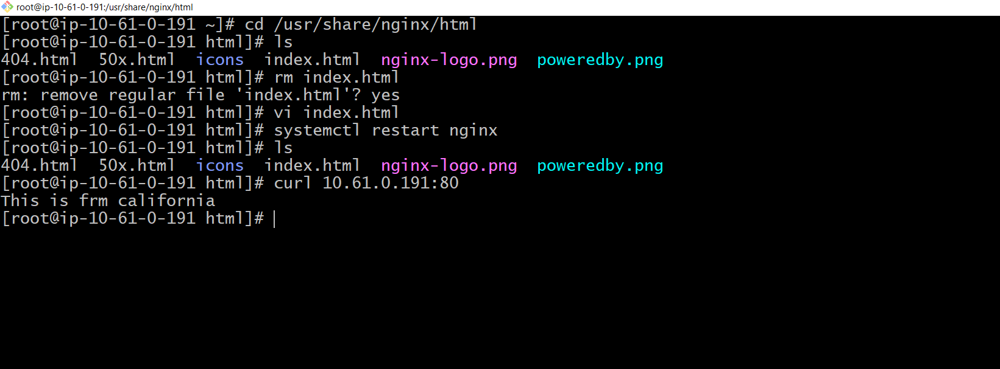 root@ip-10-61-0-191:/usr/share/nginx/html
[root@ip-10-61-0-191 ~]# cd /usr/share/nginx/html
[root@ip-10-61-0-191 html]# ls
404.html  50x.html  icons  index.html  nginx-logo.png  poweredby.png
[root@ip-10-61-0-191 html]# rm index.html
rm: remove regular file 'index.html'? yes
[root@ip-10-61-0-191 html]# vi index.html
[root@ip-10-61-0-191 html]# systemctl restart nginx
[root@ip-10-61-0-191 html]# ls
404.html  50x.html  icons  index.html  nginx-logo.png  poweredby.png
[root@ip-10-61-0-191 html]# curl 10.61.0.191:80
This is frm california
[root@ip-10-61-0-191 html]#